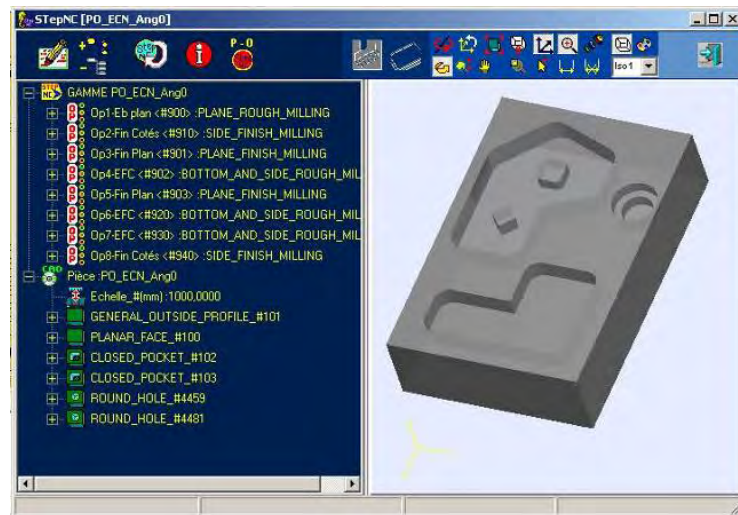 STepNC [PO_ECN_Ang0]
P - O
Iso1
GAMME PO_ECN_Ang0
Op1-Eb plan <#900> :PLANE_ROUGH_MILLING
Op2-Fin Cotés <#910> :SIDE_FINISH_MILLING
Op3-Fin Plan <#901> :PLANE_FINISH_MILLING
Op4-EFC <#902> :BOTTOM_AND_SIDE_ROUGH_MIL
Op5-Fin Plan <#903> :PLANE_FINISH_MILLING
Op6-EFC <#920> :BOTTOM_AND_SIDE_ROUGH_MIL
Op7-EFC <#930> :BOTTOM_AND_SIDE_ROUGH_MIL
Op8-Fin Cotés <#940> :SIDE_FINISH_MILLING
Pièce :PO_ECN_Ang0
Echelle_#(mm) :1000,0000
GENERAL_OUTSIDE_PROFILE_#101
PLANAR_FACE_#100
CLOSED_POCKET_#102
CLOSED_POCKET_#103
ROUND_HOLE_#4459
ROUND_HOLE_#4481